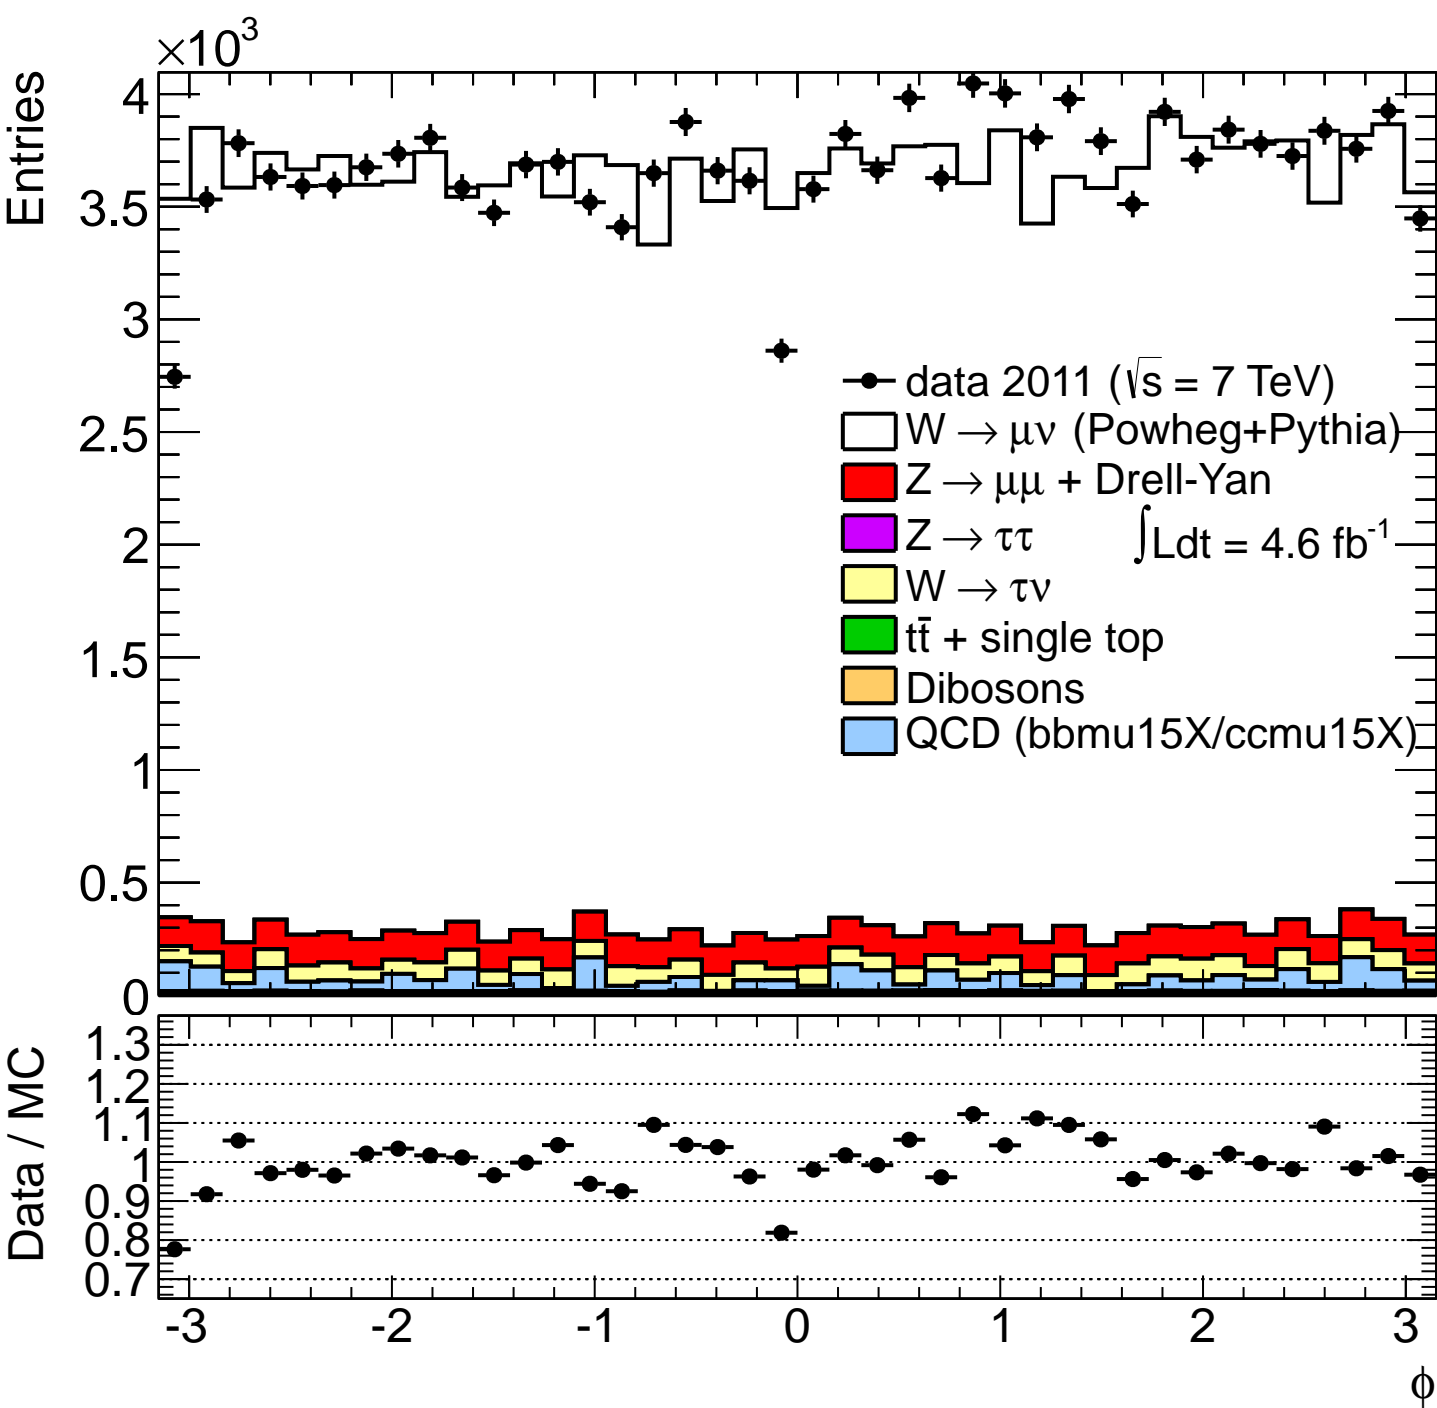 ×10³
Entries
4
3.5
3
2.5
2
1.5
1
0.5
0
data 2011 (√s = 7 TeV)
W → μν (Powheg+Pythia)
Z → μμ + Drell-Yan
Z → ττ
∫Ldt = 4.6 fb⁻¹
W → τν
tt̄ + single top
Dibosons
QCD (bbmu15X/ccmu15X)
Data / MC
1.3
1.2
1.1
1
0.9
0.8
0.7
-3 -2 -1 0 1 2 3
ϕ